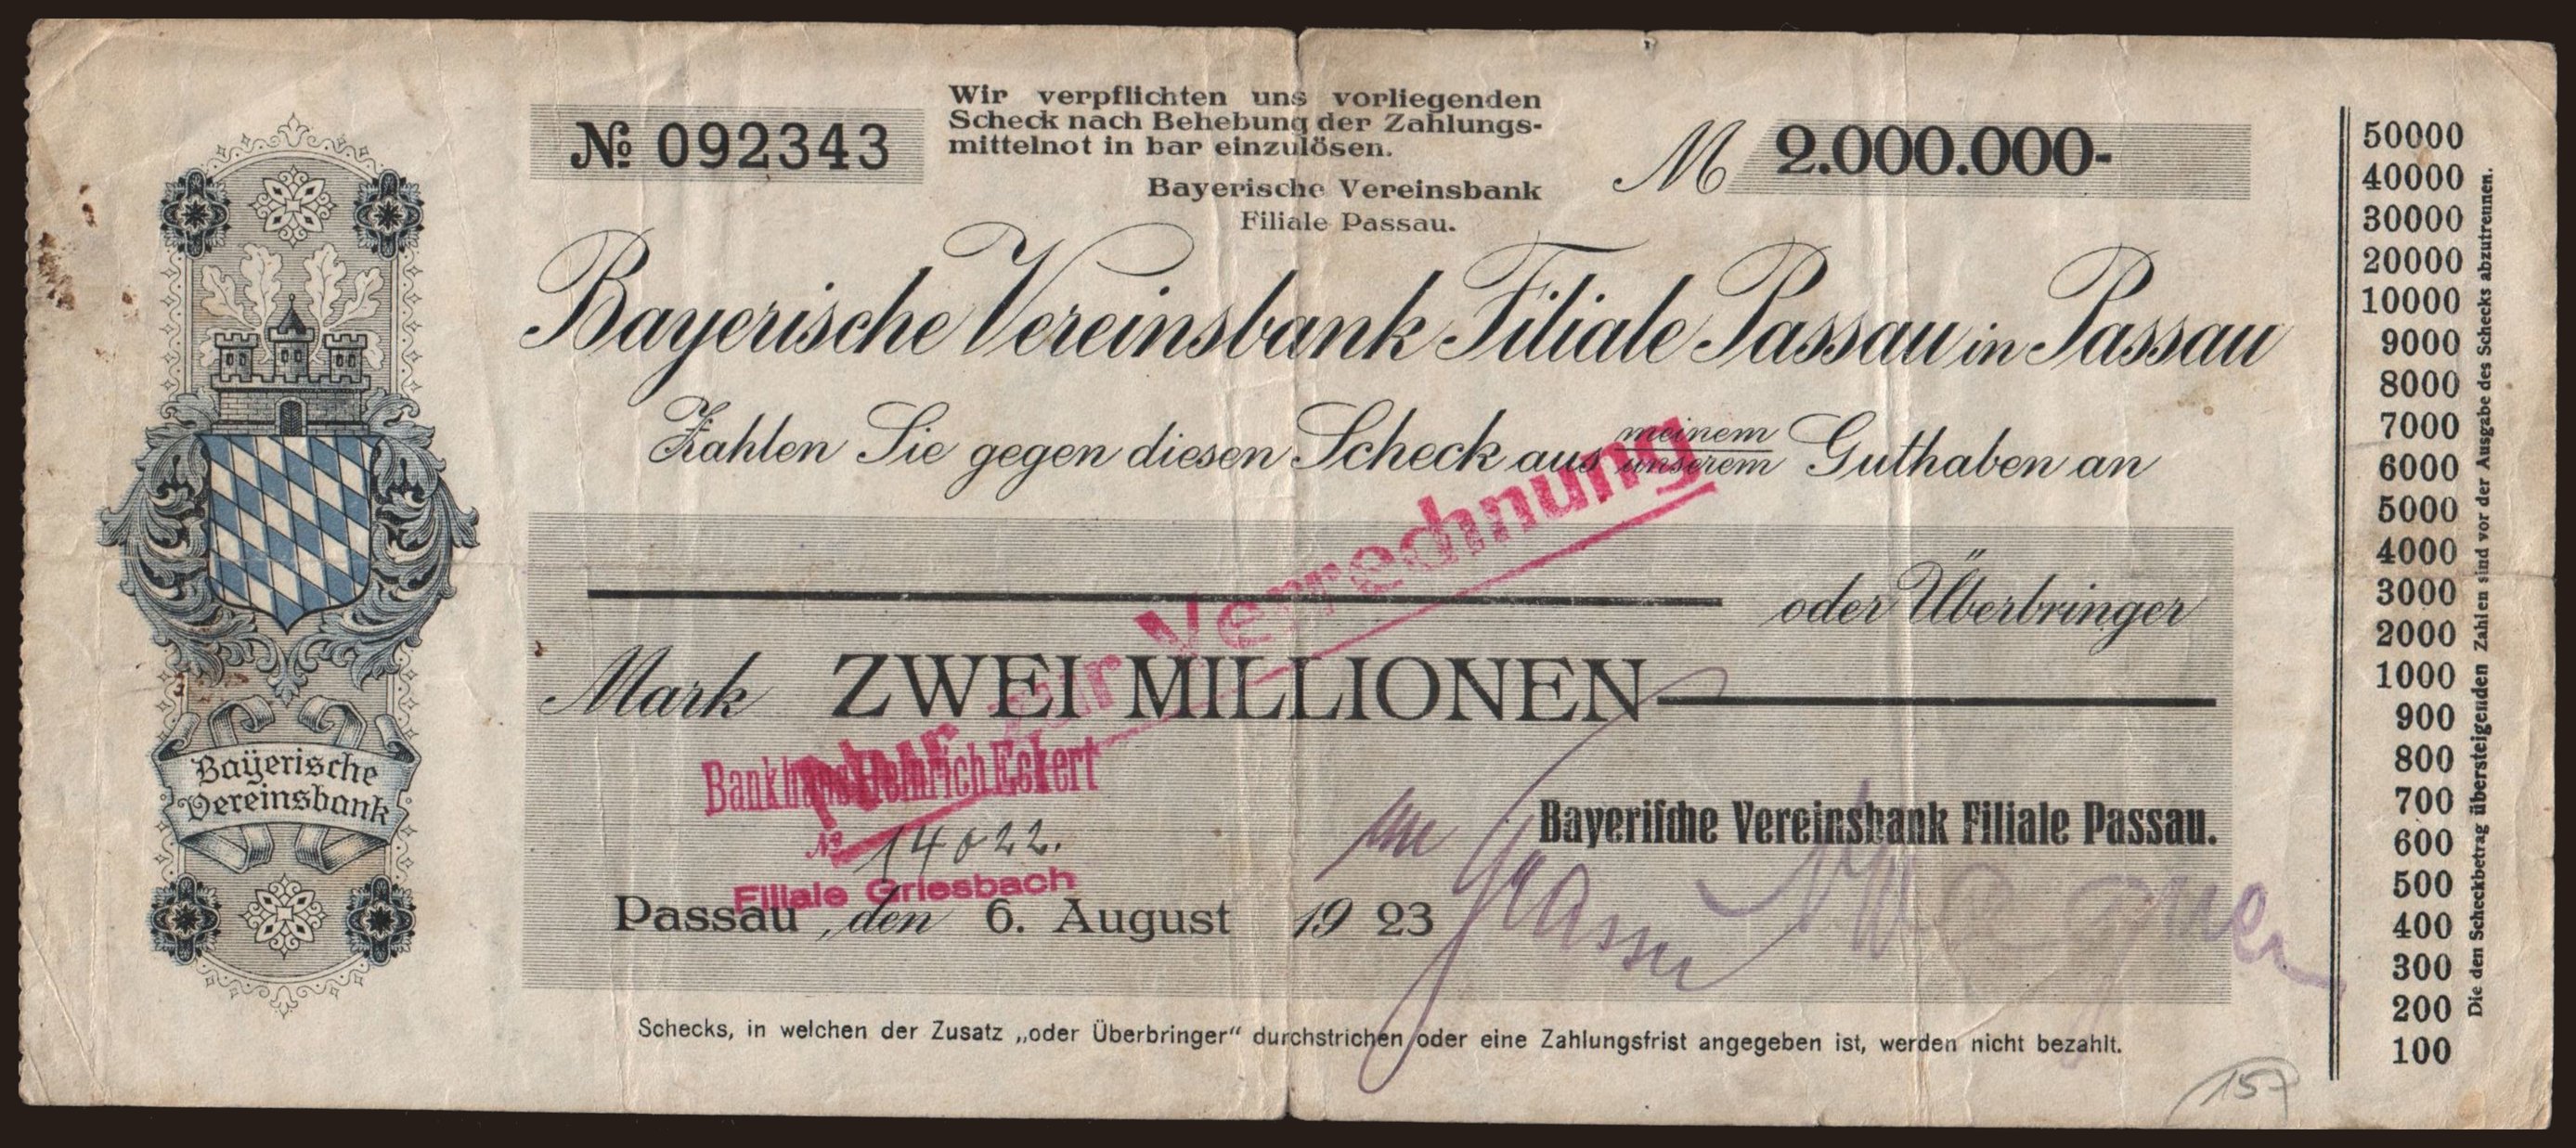 № 092343
Wir verpflichten uns vorliegenden
Scheck nach Behebung der Zahlungs-
mittelnot in bar einzulösen.
Bayerische Vereinsbank
Filiale Passau.
M 2.000.000-
Bayerische Vereinsbank Filiale Passau in Passau
Zahlen Sie gegen diesen Scheck aus meinem unserem Guthaben an
oder Überbringer
Mark ZWEI MILLIONEN
Nur zur Verrechnung
Bankhaus Heinrich Eckert
№ 14022.
Filiale Griesbach
Bayerische Vereinsbank Filiale Passau.
Passau, den 6. August 1923
Schecks, in welchen der Zusatz „oder Überbringer“ durchstrichen oder eine Zahlungsfrist angegeben ist, werden nicht bezahlt.
Bayerische
Vereinsbank
50000
40000
30000
20000
10000
9000
8000
7000
6000
5000
4000
3000
2000
1000
900
800
700
600
500
400
300
200
100
Die den Scheckbetrag übersteigenden Zahlen sind vor der Ausgabe des Schecks abzutrennen.
157